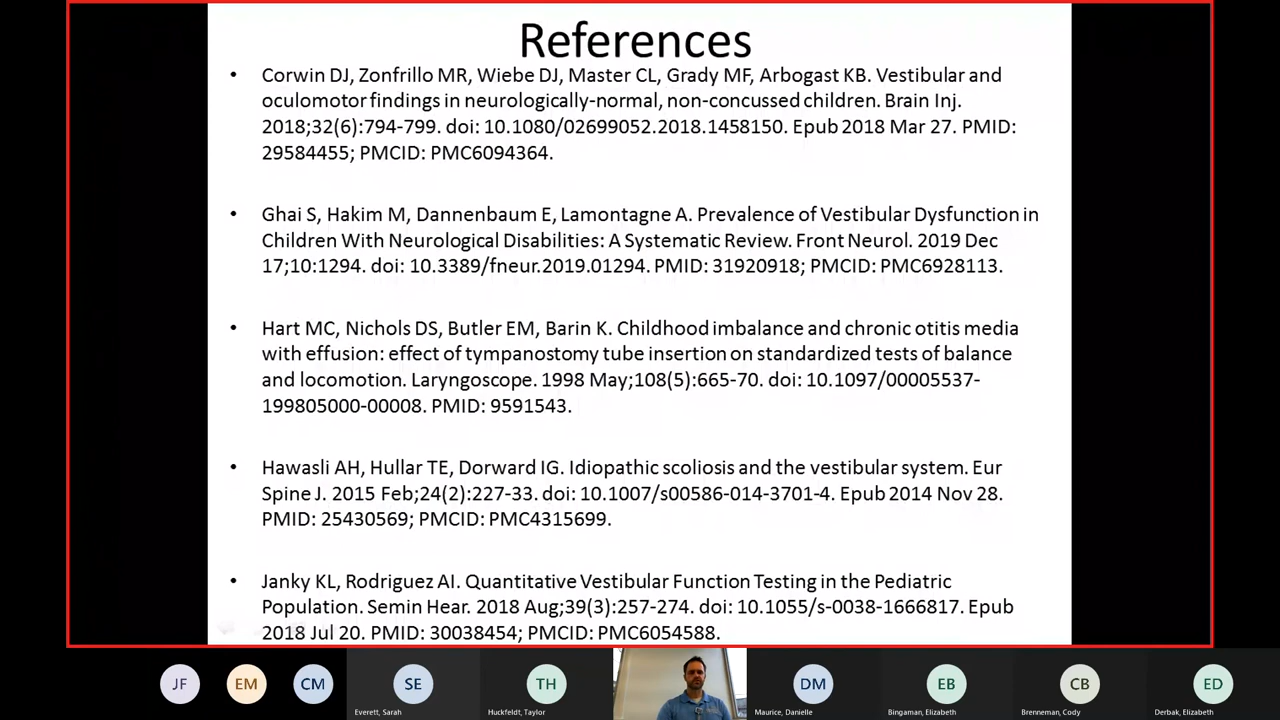 References
• Corwin DJ, Zonfrillo MR, Wiebe DJ, Master CL, Grady MF, Arbogast KB. Vestibular and
oculomotor findings in neurologically-normal, non-concussed children. Brain Inj.
2018;32(6):794-799. doi: 10.1080/02699052.2018.1458150. Epub 2018 Mar 27. PMID:
29584455; PMCID: PMC6094364.
• Ghai S, Hakim M, Dannenbaum E, Lamontagne A. Prevalence of Vestibular Dysfunction in
Children With Neurological Disabilities: A Systematic Review. Front Neurol. 2019 Dec
17;10:1294. doi: 10.3389/fneur.2019.01294. PMID: 31920918; PMCID: PMC6928113.
• Hart MC, Nichols DS, Butler EM, Barin K. Childhood imbalance and chronic otitis media
with effusion: effect of tympanostomy tube insertion on standardized tests of balance
and locomotion. Laryngoscope. 1998 May;108(5):665-70. doi: 10.1097/00005537-
199805000-00008. PMID: 9591543.
• Hawasli AH, Hullar TE, Dorward IG. Idiopathic scoliosis and the vestibular system. Eur
Spine J. 2015 Feb;24(2):227-33. doi: 10.1007/s00586-014-3701-4. Epub 2014 Nov 28.
PMID: 25430569; PMCID: PMC4315699.
• Janky KL, Rodriguez AI. Quantitative Vestibular Function Testing in the Pediatric
Population. Semin Hear. 2018 Aug;39(3):257-274. doi: 10.1055/s-0038-1666817. Epub
2018 Jul 20. PMID: 30038454; PMCID: PMC6054588.
JF EM CM SE TH DM EB CB ED
Everett, Sarah Huckfeldt, Taylor Maurice, Danielle Bingaman, Elizabeth Brenneman, Cody Derbak, Elizabeth